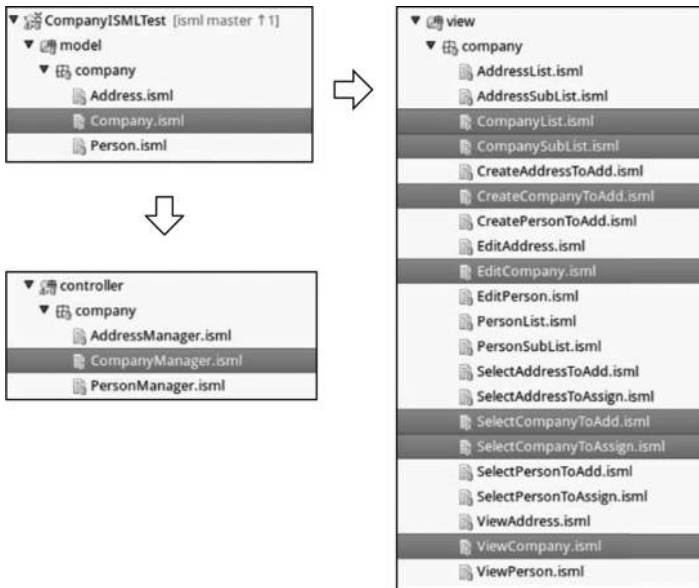 CompanyISMLTest [isml master ↑1]
model
company
Address.isml
Company.isml
Person.isml
controller
company
AddressManager.isml
CompanyManager.isml
PersonManager.isml
view
company
AddressList.isml
AddressSubList.isml
CompanyList.isml
CompanySubList.isml
CreateAddressToAdd.isml
CreateCompanyToAdd.isml
CreatePersonToAdd.isml
EditAddress.isml
EditCompany.isml
EditPerson.isml
PersonList.isml
PersonSubList.isml
SelectAddressToAdd.isml
SelectAddressToAssign.isml
SelectCompanyToAdd.isml
SelectCompanyToAssign.isml
SelectPersonToAdd.isml
SelectPersonToAssign.isml
ViewAddress.isml
ViewCompany.isml
ViewPerson.isml